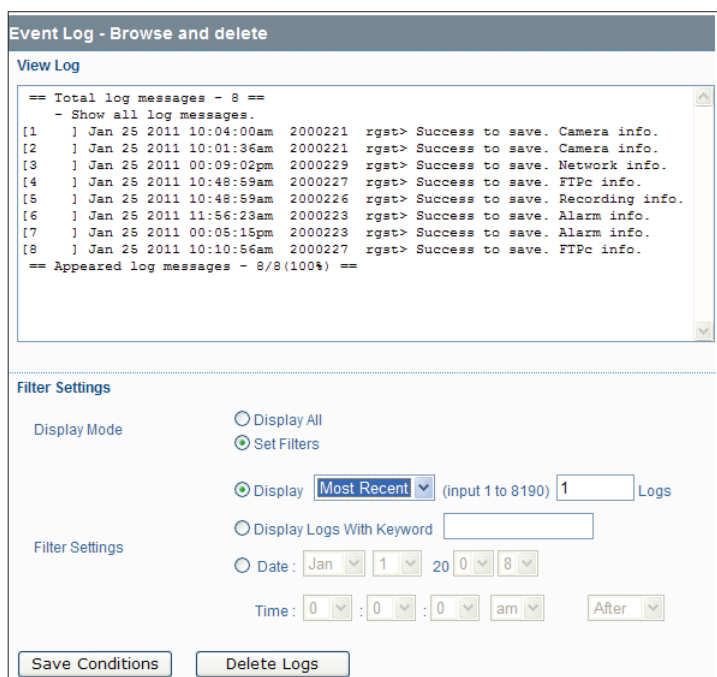 Event Log - Browse and delete
View Log
== Total log messages - 8 ==
- Show all log messages.
[1 ] Jan 25 2011 10:04:00am 2000221 rgst> Success to save. Camera info.
[2 ] Jan 25 2011 10:01:36am 2000221 rgst> Success to save. Camera info.
[3 ] Jan 25 2011 00:09:02pm 2000229 rgst> Success to save. Network info.
[4 ] Jan 25 2011 10:48:59am 2000227 rgst> Success to save. FTPc info.
[5 ] Jan 25 2011 10:48:59am 2000226 rgst> Success to save. Recording info.
[6 ] Jan 25 2011 11:56:23am 2000223 rgst> Success to save. Alarm info.
[7 ] Jan 25 2011 00:05:15pm 2000223 rgst> Success to save. Alarm info.
[8 ] Jan 25 2011 10:10:56am 2000227 rgst> Success to save. FTPc info.
== Appeared log messages - 8/8(100%) ==
Filter Settings
Display Mode
Display All
Set Filters
Filter Settings
Display Most Recent (input 1 to 8190) 1 Logs
Display Logs With Keyword
Date : Jan 1 20 0 8
Time : 0 : 0 : 0 am After
Save Conditions Delete Logs